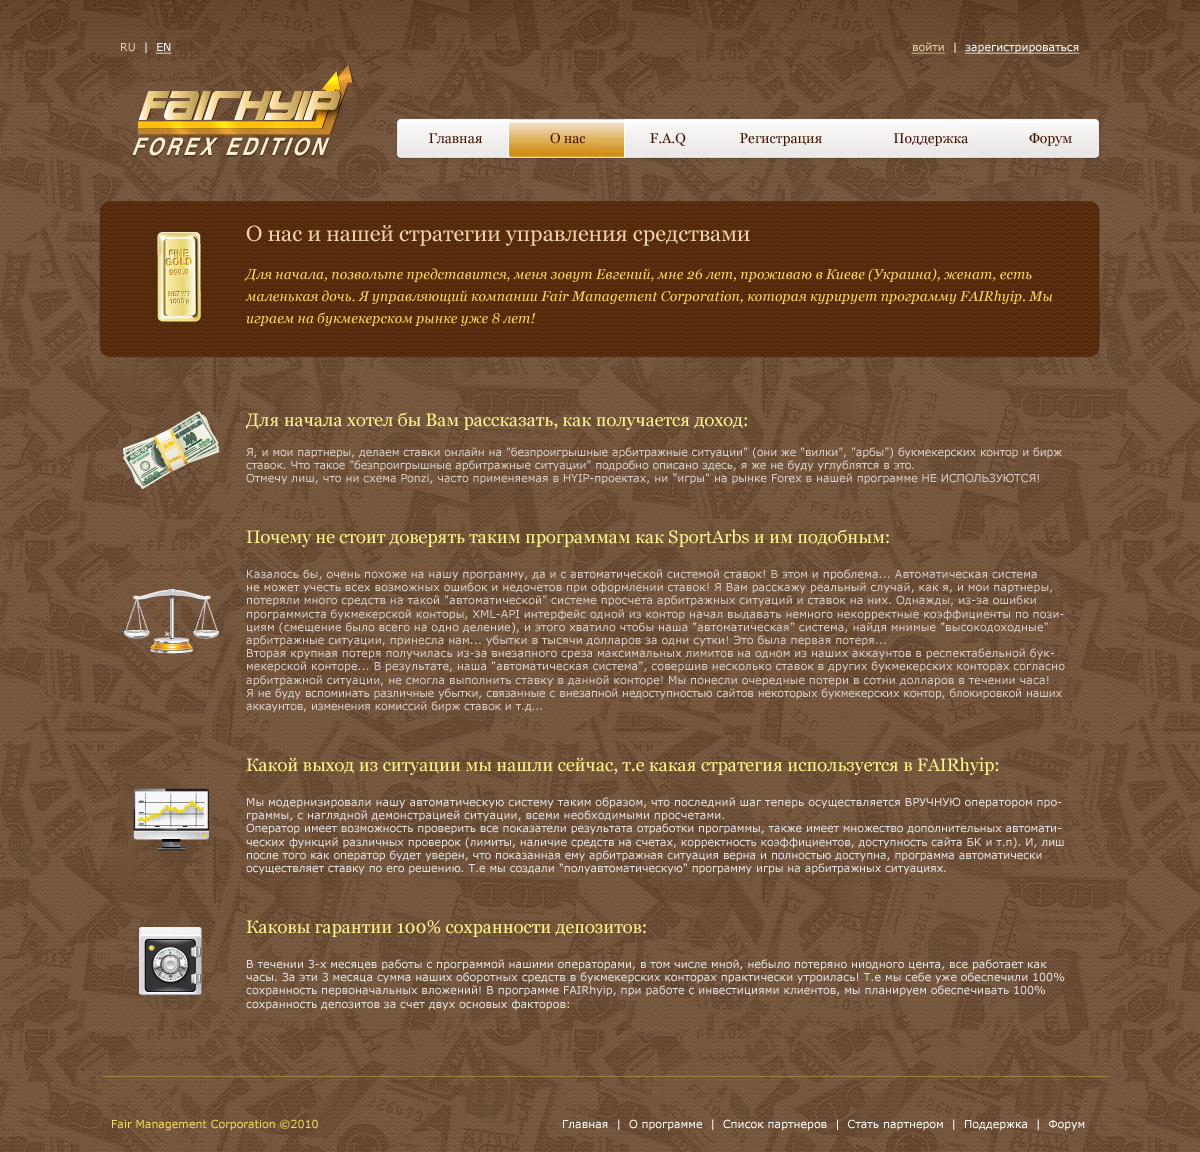 RU | EN
войти | зарегистрироваться
FAIRHYIP
FOREX EDITION
Главная О нас F.A.Q Регистрация Поддержка Форум
FINE
GOLD
999.9
NET WT
1000 g
О нас и нашей стратегии управления средствами
Для начала, позвольте представится, меня зовут Евгений, мне 26 лет, проживаю в Киеве (Украина), женат, есть
маленькая дочь. Я управляющий компании Fair Management Corporation, которая курирует программу FAIRhyip. Мы
играем на букмекерском рынке уже 8 лет!
Для начала хотел бы Вам рассказать, как получается доход:
Я, и мои партнеры, делаем ставки онлайн на "безпроигрышные арбитражные ситуации" (они же "вилки", "арбы") букмекерских контор и бирж
ставок. Что такое "безпроигрышные арбитражные ситуации" подробно описано здесь, я же не буду углублятся в это.
Отмечу лиш, что ни схема Ponzi, часто применяемая в HYIP-проектах, ни "игры" на рынке Forex в нашей программе НЕ ИСПОЛЬЗУЮТСЯ!
Почему не стоит доверять таким программам как SportArbs и им подобным:
Казалось бы, очень похоже на нашу программу, да и с автоматической системой ставок! В этом и проблема... Автоматическая система
не может учесть всех возможных ошибок и недочетов при оформлении ставок! Я Вам расскажу реальный случай, как я, и мои партнеры,
потеряли много средств на такой "автоматической" системе просчета арбитражных ситуаций и ставок на них. Однажды, из-за ошибки
программиста букмекерской конторы, XML-API интерфейс одной из контор начал выдавать немного некорректные коэффициенты по пози-
циям (смещение было всего на одно деление), и этого хватило чтобы наша "автоматическая" система, найдя мнимые "высокодоходные"
арбитражные ситуации, принесла нам... убытки в тысячи долларов за одни сутки! Это была первая потеря...
Вторая крупная потеря получилась из-за внезапного среза максимальных лимитов на одном из наших аккаунтов в респектабельной бук-
мекерской конторе... В результате, наша "автоматическая система", совершив несколько ставок в других букмекерских конторах согласно
арбитражной ситуации, не смогла выполнить ставку в данной конторе! Мы понесли очередные потери в сотни долларов в течении часа!
Я не буду вспоминать различные убытки, связанные с внезапной недоступностью сайтов некоторых букмекерских контор, блокировкой наших
аккаунтов, изменения комиссий бирж ставок и т.д...
Какой выход из ситуации мы нашли сейчас, т.е какая стратегия используется в FAIRhyip:
Мы модернизировали нашу автоматическую систему таким образом, что последний шаг теперь осуществляется ВРУЧНУЮ оператором про-
граммы, с наглядной демонстрацией ситуации, всеми необходимыми просчетами.
Оператор имеет возможность проверить все показатели результата отработки программы, также имеет множество дополнительных автомати-
ческих функций различных проверок (лимиты, наличие средств на счетах, корректность коэффициентов, доступность сайта БК и т.п). И, лиш
после того как оператор будет уверен, что показанная ему арбитражная ситуация верна и полностью доступна, программа автоматически
осуществляет ставку по его решению. Т.е мы создали "полуавтоматическую" программу игры на арбитражных ситуациях.
Каковы гарантии 100% сохранности депозитов:
В течении 3-х месяцев работы с программой нашими операторами, в том числе мной, небыло потеряно ниодного цента, все работает как
часы. За эти 3 месяца сумма наших оборотных средств в букмекерских конторах практически утроилась! Т.е мы себе уже обеспечили 100%
сохранность первоначальных вложений! В программе FAIRhyip, при работе с инвестициями клиентов, мы планируем обеспечивать 100%
сохранность депозитов за счет двух основых факторов:
Fair Management Corporation ©2010
Главная | О программе | Список партнеров | Стать партнером | Поддержка | Форум